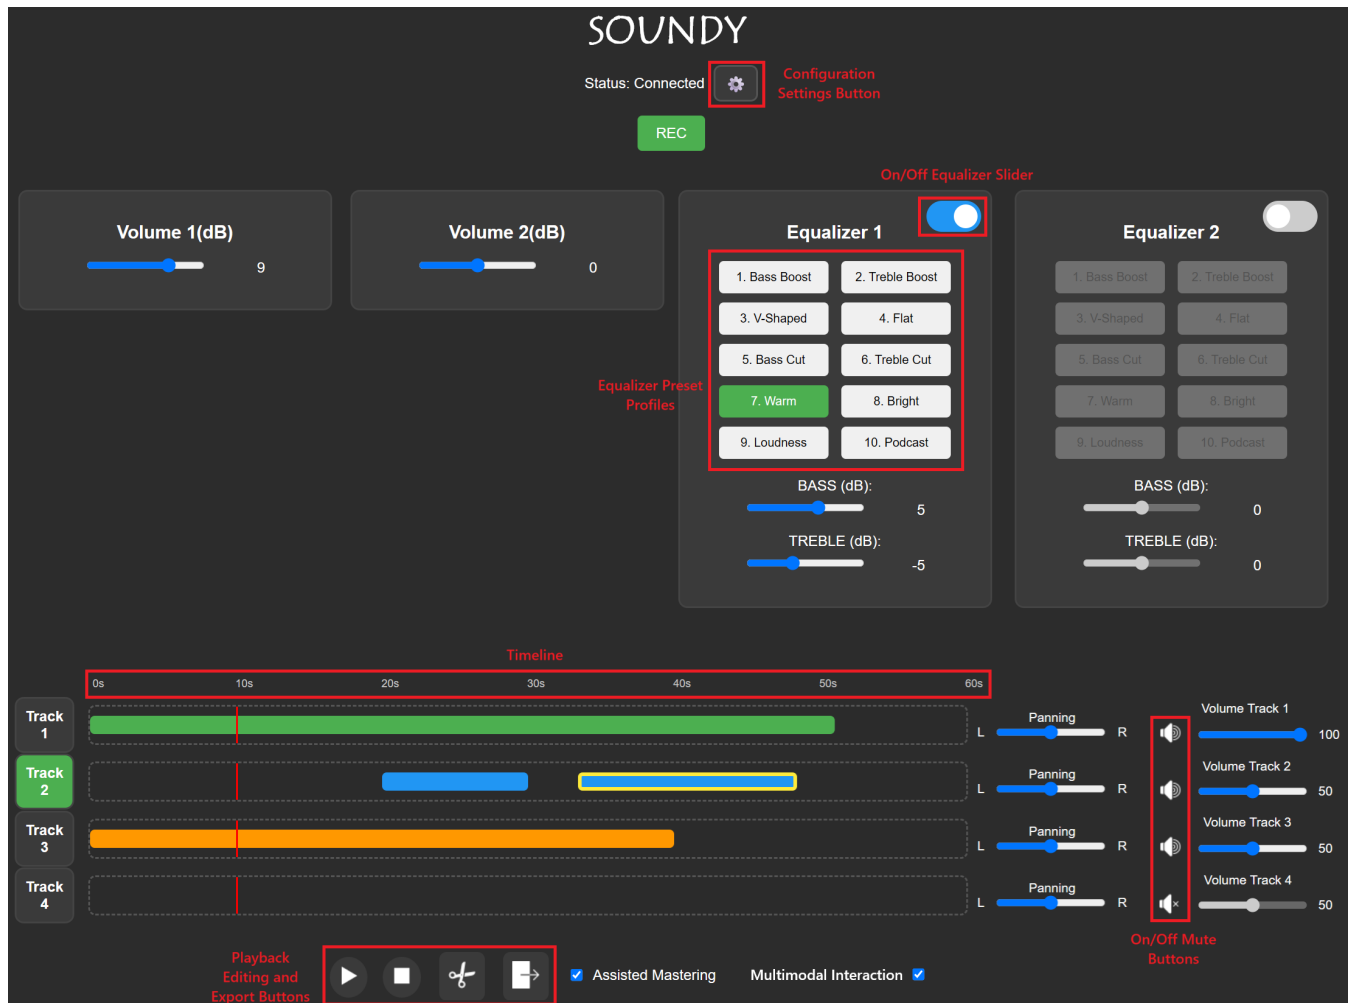 SOUNDY
Status: Connected
Configuration
Settings Button
REC
On/Off Equalizer Slider
Volume 1(dB)
9
Volume 2(dB)
0
Equalizer 1
1. Bass Boost
2. Treble Boost
3. V-Shaped
4. Flat
5. Bass Cut
6. Treble Cut
7. Warm
8. Bright
9. Loudness
10. Podcast
Equalizer Preset
Profiles
BASS (dB):
5
TREBLE (dB):
-5
Equalizer 2
1. Bass Boost
2. Treble Boost
3. V-Shaped
4. Flat
5. Bass Cut
6. Treble Cut
7. Warm
8. Bright
9. Loudness
10. Podcast
BASS (dB):
0
TREBLE (dB):
0
Timeline
0s 10s 20s 30s 40s 50s 60s
Track
1
L Panning R
Volume Track 1
100
Track
2
L Panning R
Volume Track 2
50
Track
3
L Panning R
Volume Track 3
50
Track
4
L Panning R
Volume Track 4
50
On/Off Mute
Buttons
Playback
Editing and
Export Buttons
Assisted Mastering
Multimodal Interaction